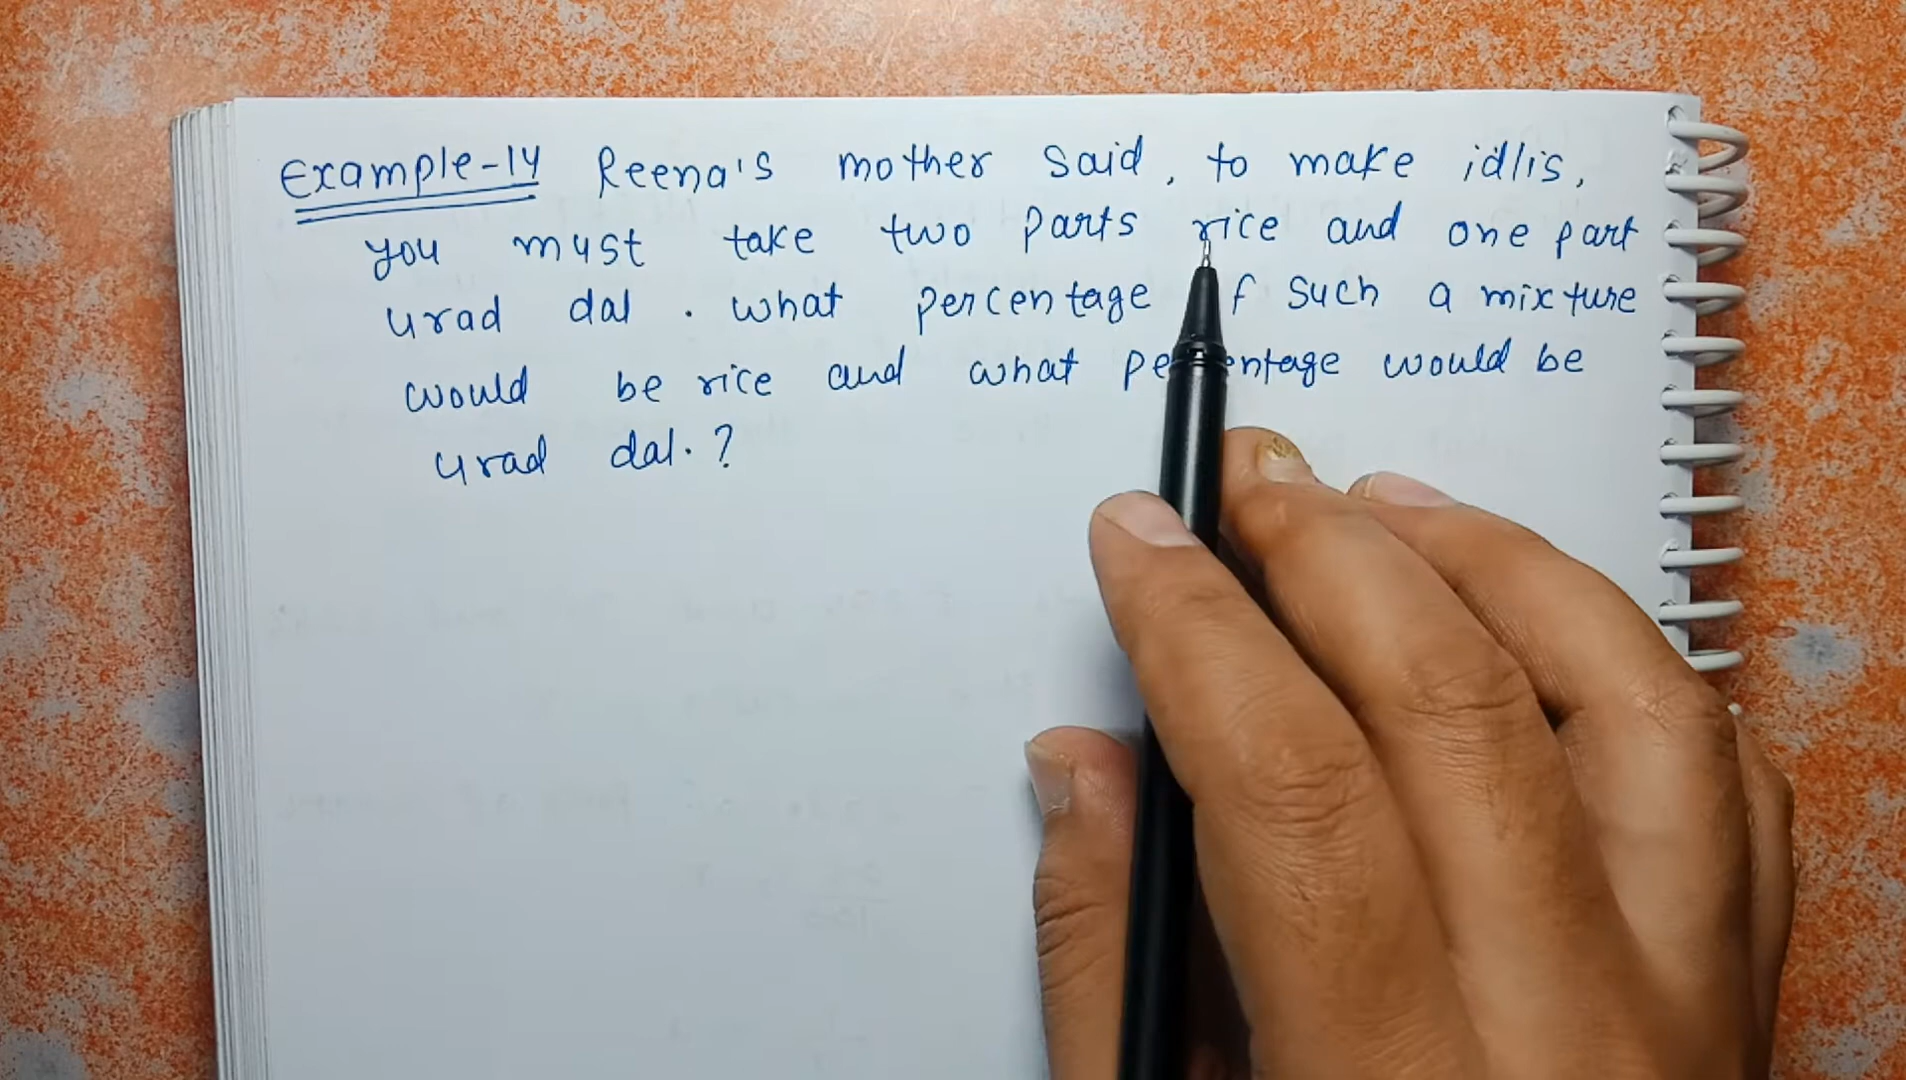 Example-14 Reena's mother said, to make idlis,
you must take two parts rice and one part
urad dal. what percentage f such a mixture
would be rice and what pe entage would be
urad dal.?